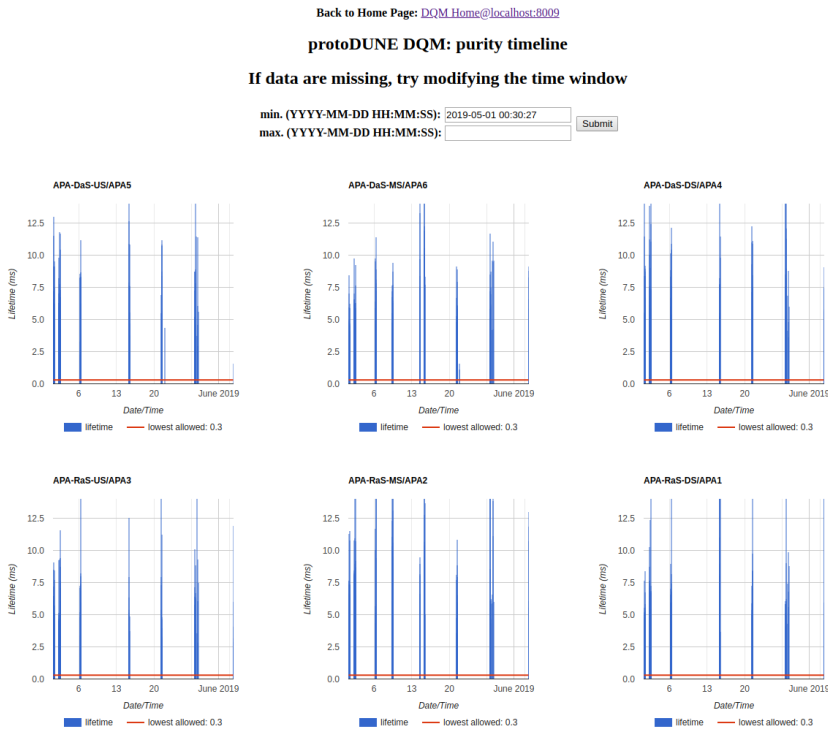 Back to Home Page: DQM Home@localhost:8009
protoDUNE DQM: purity timeline
If data are missing, try modifying the time window
min. (YYYY-MM-DD HH:MM:SS): 2019-05-01 00:30:27
Submit
max. (YYYY-MM-DD HH:MM:SS):
APA-DaS-US/APA5
Lifetime (ms)
12.5
10.0
7.5
5.0
2.5
0.0
6 13 20 June 2019
Date/Time
lifetime lowest allowed: 0.3
APA-DaS-MS/APA6
Lifetime (ms)
12.5
10.0
7.5
5.0
2.5
0.0
6 13 20 June 2019
Date/Time
lifetime lowest allowed: 0.3
APA-DaS-DS/APA4
Lifetime (ms)
12.5
10.0
7.5
5.0
2.5
0.0
6 13 20 June 2019
Date/Time
lifetime lowest allowed: 0.3
APA-RaS-US/APA3
Lifetime (ms)
12.5
10.0
7.5
5.0
2.5
0.0
6 13 20 June 2019
Date/Time
lifetime lowest allowed: 0.3
APA-RaS-MS/APA2
Lifetime (ms)
12.5
10.0
7.5
5.0
2.5
0.0
6 13 20 June 2019
Date/Time
lifetime lowest allowed: 0.3
APA-RaS-DS/APA1
Lifetime (ms)
12.5
10.0
7.5
5.0
2.5
0.0
6 13 20 June 2019
Date/Time
lifetime lowest allowed: 0.3